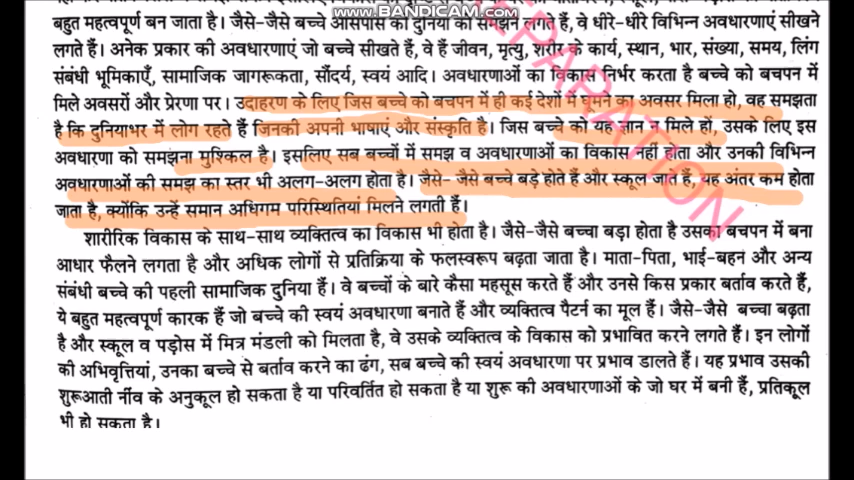 www.BANDICAM.com
बहुत महत्वपूर्ण बन जाता है। जैसे-जैसे बच्चे आसपास की दुनिया को समझने लगते हैं, वे धीरे-धीरे विभिन्न अवधारणाएं सीखने
लगते हैं। अनेक प्रकार की अवधारणाएं जो बच्चे सीखते हैं, वे हैं जीवन, मृत्यु, शरीर के कार्य, स्थान, भार, संख्या, समय, लिंग
संबंधी भूमिकाएँ, सामाजिक जागरूकता, सौंदर्य, स्वयं आदि। अवधारणाओं का विकास निर्भर करता है बच्चे को बचपन में
मिले अवसरों और प्रेरणा पर। उदाहरण के लिए जिस बच्चे को बचपन में ही कई देशों में घूमने का अवसर मिला हो, वह समझता
है कि दुनियाभर में लोग रहते हैं जिनकी अपनी भाषाएं और संस्कृति है। जिस बच्चे को यह ज्ञान न मिले हों, उसके लिए इस
अवधारणा को समझना मुश्किल है। इसलिए सब बच्चों में समझ व अवधारणाओं का विकास नहीं होता और उनकी विभिन्न
अवधारणाओं की समझ का स्तर भी अलग-अलग होता है। जैसे- जैसे बच्चे बड़े होते हैं और स्कूल जाते हैं, यह अंतर कम होता
जाता है, क्योंकि उन्हें समान अधिगम परिस्थितियां मिलने लगती हैं।
शारीरिक विकास के साथ-साथ व्यक्तित्व का विकास भी होता है। जैसे-जैसे बच्चा बड़ा होता है उसका बचपन में बना
आधार फैलने लगता है और अधिक लोगों से प्रतिक्रिया के फलस्वरूप बढ़ता जाता है। माता-पिता, भाई-बहन और अन्य
संबंधी बच्चे की पहली सामाजिक दुनिया हैं। वे बच्चों के बारे कैसा महसूस करते हैं और उनसे किस प्रकार बर्ताव करते हैं,
ये बहुत महत्वपूर्ण कारक हैं जो बच्चे की स्वयं अवधारणा बनाते हैं और व्यक्तित्व पैटर्न का मूल हैं। जैसे-जैसे बच्चा बढ़ता
है और स्कूल व पड़ोस में मित्र मंडली को मिलता है, वे उसके व्यक्तित्व के विकास को प्रभावित करने लगते हैं। इन लोगों
की अभिवृत्तियां, उनका बच्चे से बर्ताव करने का ढंग, सब बच्चे की स्वयं अवधारणा पर प्रभाव डालते हैं। यह प्रभाव उसकी
शुरूआती नींव के अनुकूल हो सकता है या परिवर्तित हो सकता है या शुरू की अवधारणाओं के जो घर में बनी हैं, प्रतिकूल
भी हो सकता है।